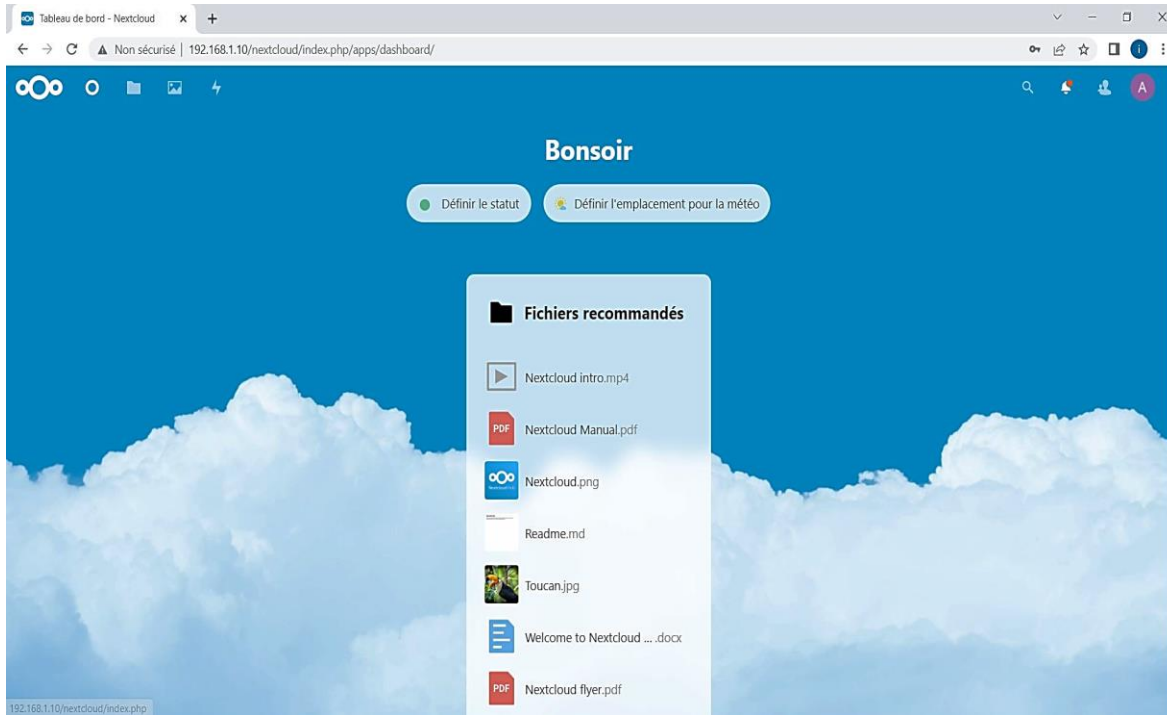 Tableau de bord - Nextcloud
Non sécurisé | 192.168.1.10/nextcloud/index.php/apps/dashboard/
A
Bonsoir
Définir le statut
Définir l'emplacement pour la météo
Fichiers recommandés
Nextcloud intro.mp4
PDF Nextcloud Manual.pdf
Nextcloud.png
Readme.md
Toucan.jpg
Welcome to Nextcloud ... .docx
PDF Nextcloud flyer.pdf
192.168.1.10/nextcloud/index.php